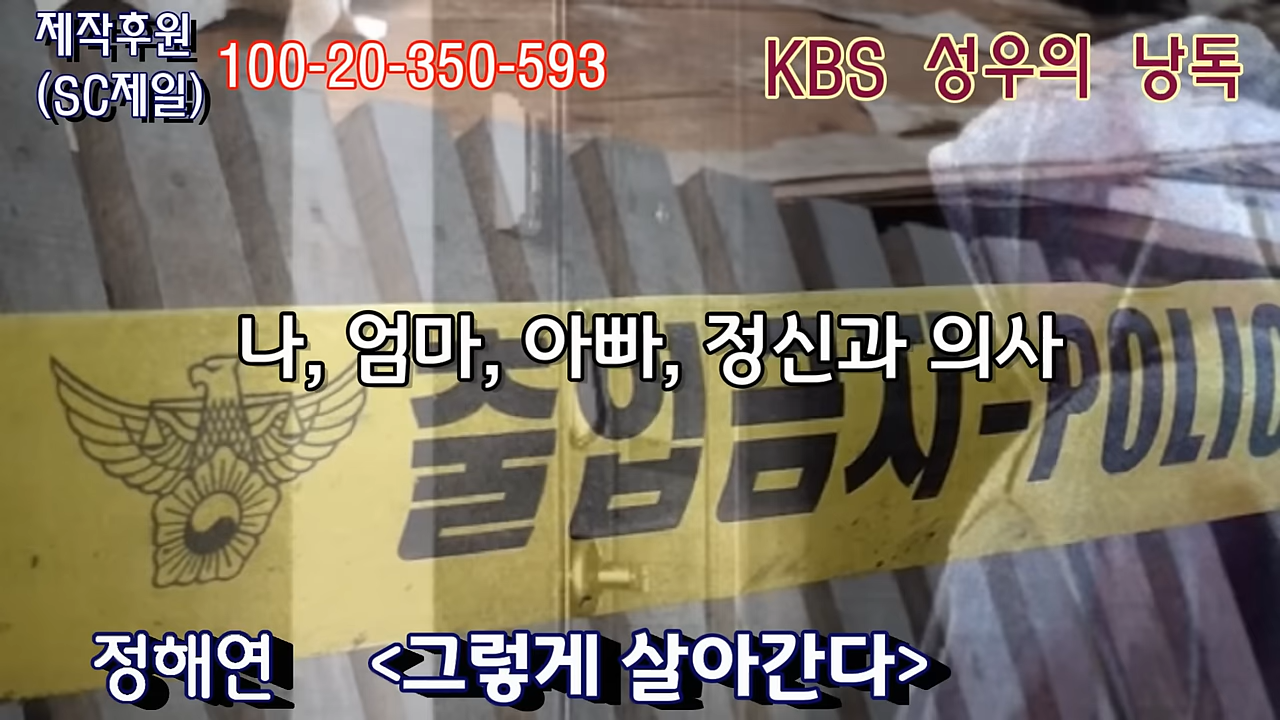 제작후원
(SC제일)
100-20-350-593
KBS 성우의 낭독
나, 엄마, 아빠, 정신과 의사
출입금지-POLIC
정해연 <그렇게 살아간다>